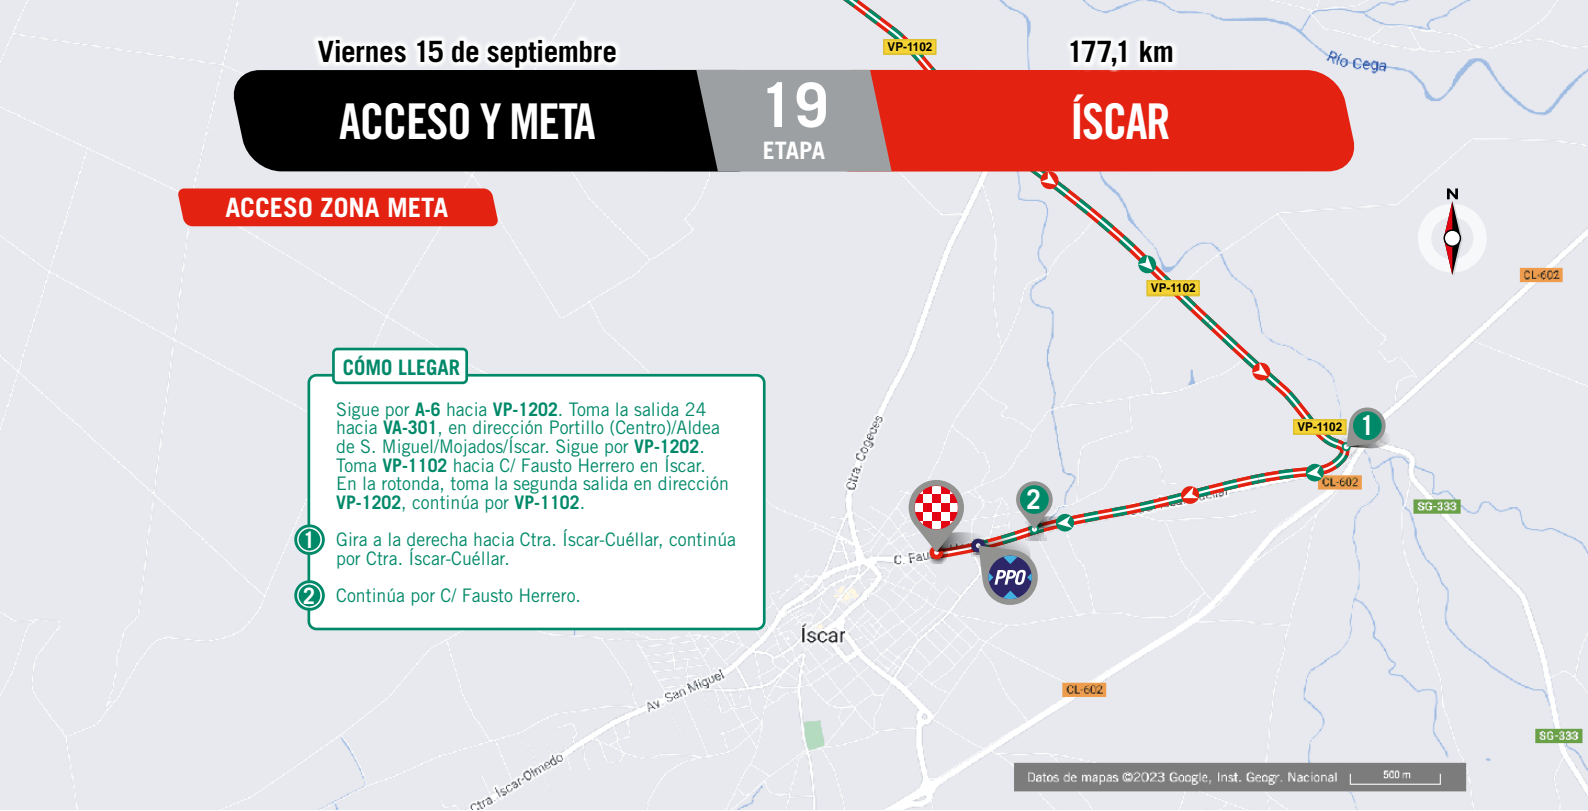 Viernes 15 de septiembre
177,1 km
VP-1102
Río Cega
ACCESO Y META
19
ETAPA
ÍSCAR
ACCESO ZONA META
N
CL-602
VP-1102
CÓMO LLEGAR
Sigue por A-6 hacia VP-1202. Toma la salida 24
hacia VA-301, en dirección Portillo (Centro)/Aldea
de S. Miguel/Mojados/Íscar. Sigue por VP-1202.
Toma VP-1102 hacia C/ Fausto Herrero en Íscar.
En la rotonda, toma la segunda salida en dirección
VP-1202, continúa por VP-1102.
1 Gira a la derecha hacia Ctra. Íscar-Cuéllar, continúa
por Ctra. Íscar-Cuéllar.
2 Continúa por C/ Fausto Herrero.
VP-1102
1
CL-602
SG-333
Ctra. Cogeces
2
C. Fau
PPO
Íscar
Av. San Miguel
CL-602
SG-333
Ctra. Íscar-Olmedo
Datos de mapas ©2023 Google, Inst. Geogr. Nacional
500 m